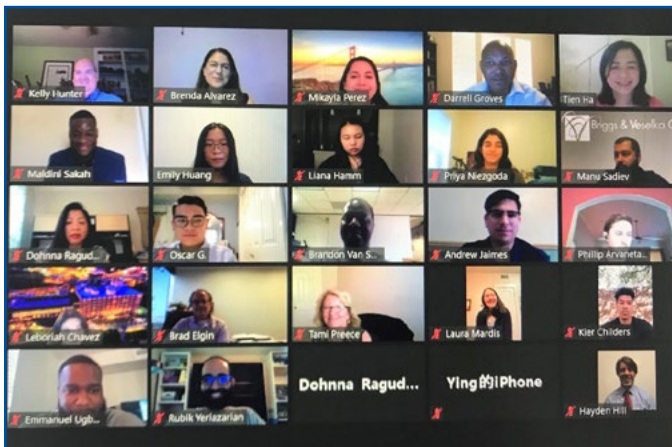 Kelly Hunter
Brenda Alvarez
Mikayla Perez
Darrell Groves
Tien Ha
Maldini Sakah
Emily Huang
Liana Hamm
Priya Niezgoda
Briggs & Veselka C
Manu Sadiev
Dohnna Ragud...
Oscar G.
Brandon Van S...
Andrew Jaimes
Phillip Arvaneta...
Leboriah Chavez
Brad Elgin
Tami Preece
Laura Mardis
Kier Childers
Emmanuel Ugb...
Rubik Yeriazarian
Dohnna Ragud...
Ying的iPhone
Hayden Hill